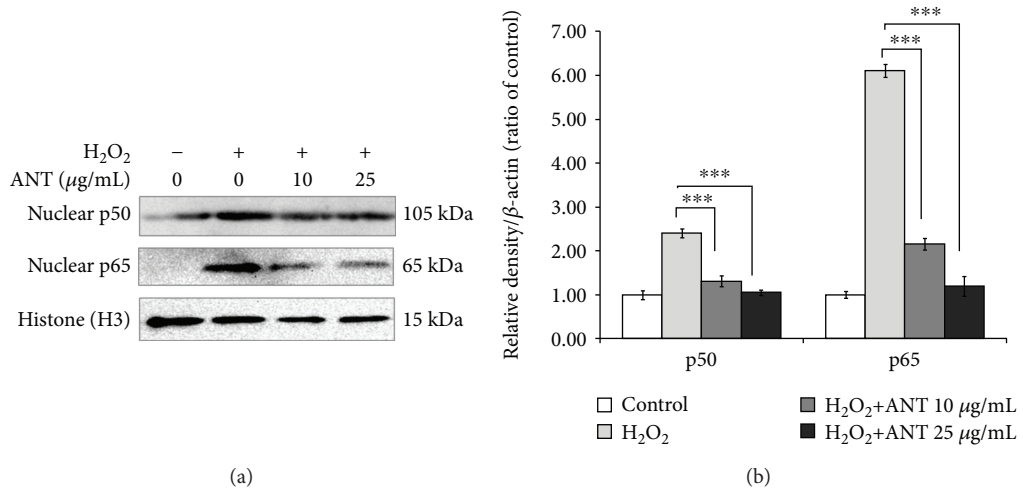 H₂O₂ − + + +
ANT (μg/mL) 0 0 10 25
Nuclear p50 105 kDa
Nuclear p65 65 kDa
Histone (H3) 15 kDa
(a)
Relative density/β-actin (ratio of control)
7.00
6.00
5.00
4.00
3.00
2.00
1.00
0.00
***
***
***
***
p50 p65
Control
H₂O₂
H₂O₂+ANT 10 μg/mL
H₂O₂+ANT 25 μg/mL
(b)